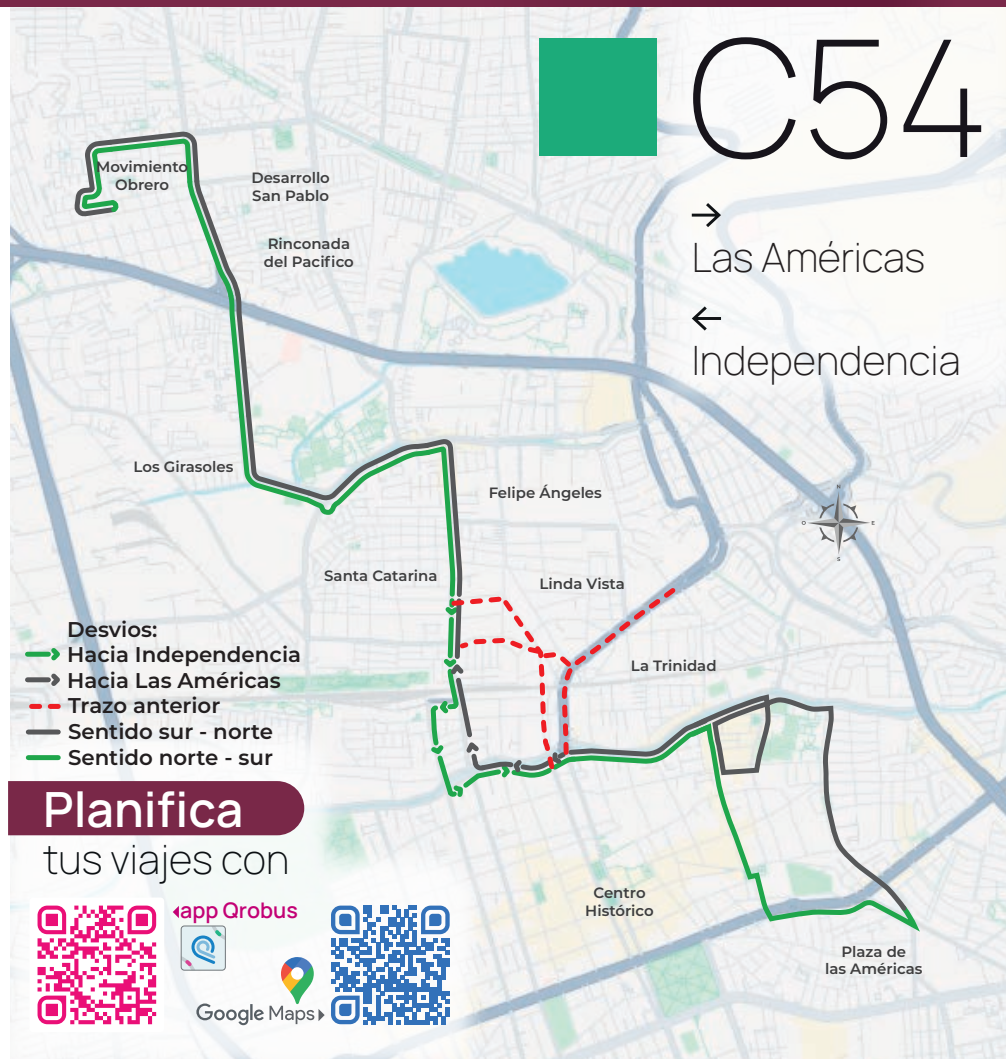 C54
→
Las Américas
←
Independencia
Movimiento
Obrero
Desarrollo
San Pablo
Rinconada
del Pacifico
Los Girasoles
Felipe Ángeles
N
O
E
S
Santa Catarina
Linda Vista
La Trinidad
Desvios:
Hacia Independencia
Hacia Las Américas
Trazo anterior
Sentido sur - norte
Sentido norte - sur
Planifica
tus viajes con
app Qrobus
Google Maps
Centro
Histórico
Plaza de
las Américas